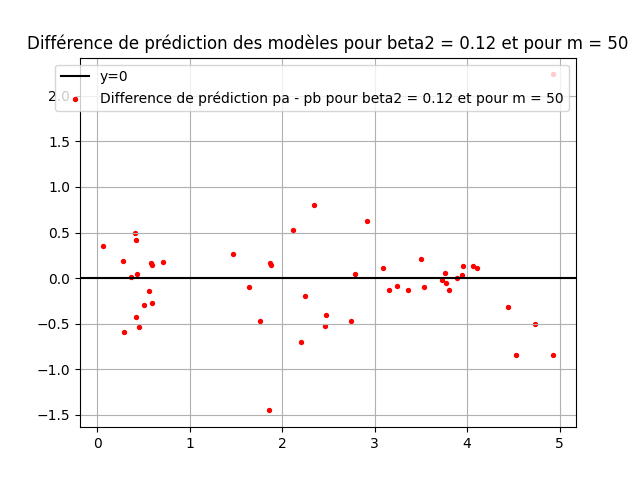 Différence de prédiction des modèles pour beta2 = 0.12 et pour m = 50
y=0
Difference de prédiction pa - pb pour beta2 = 0.12 et pour m = 50
2.0
1.5
1.0
0.5
0.0
−0.5
−1.0
−1.5
0 1 2 3 4 5